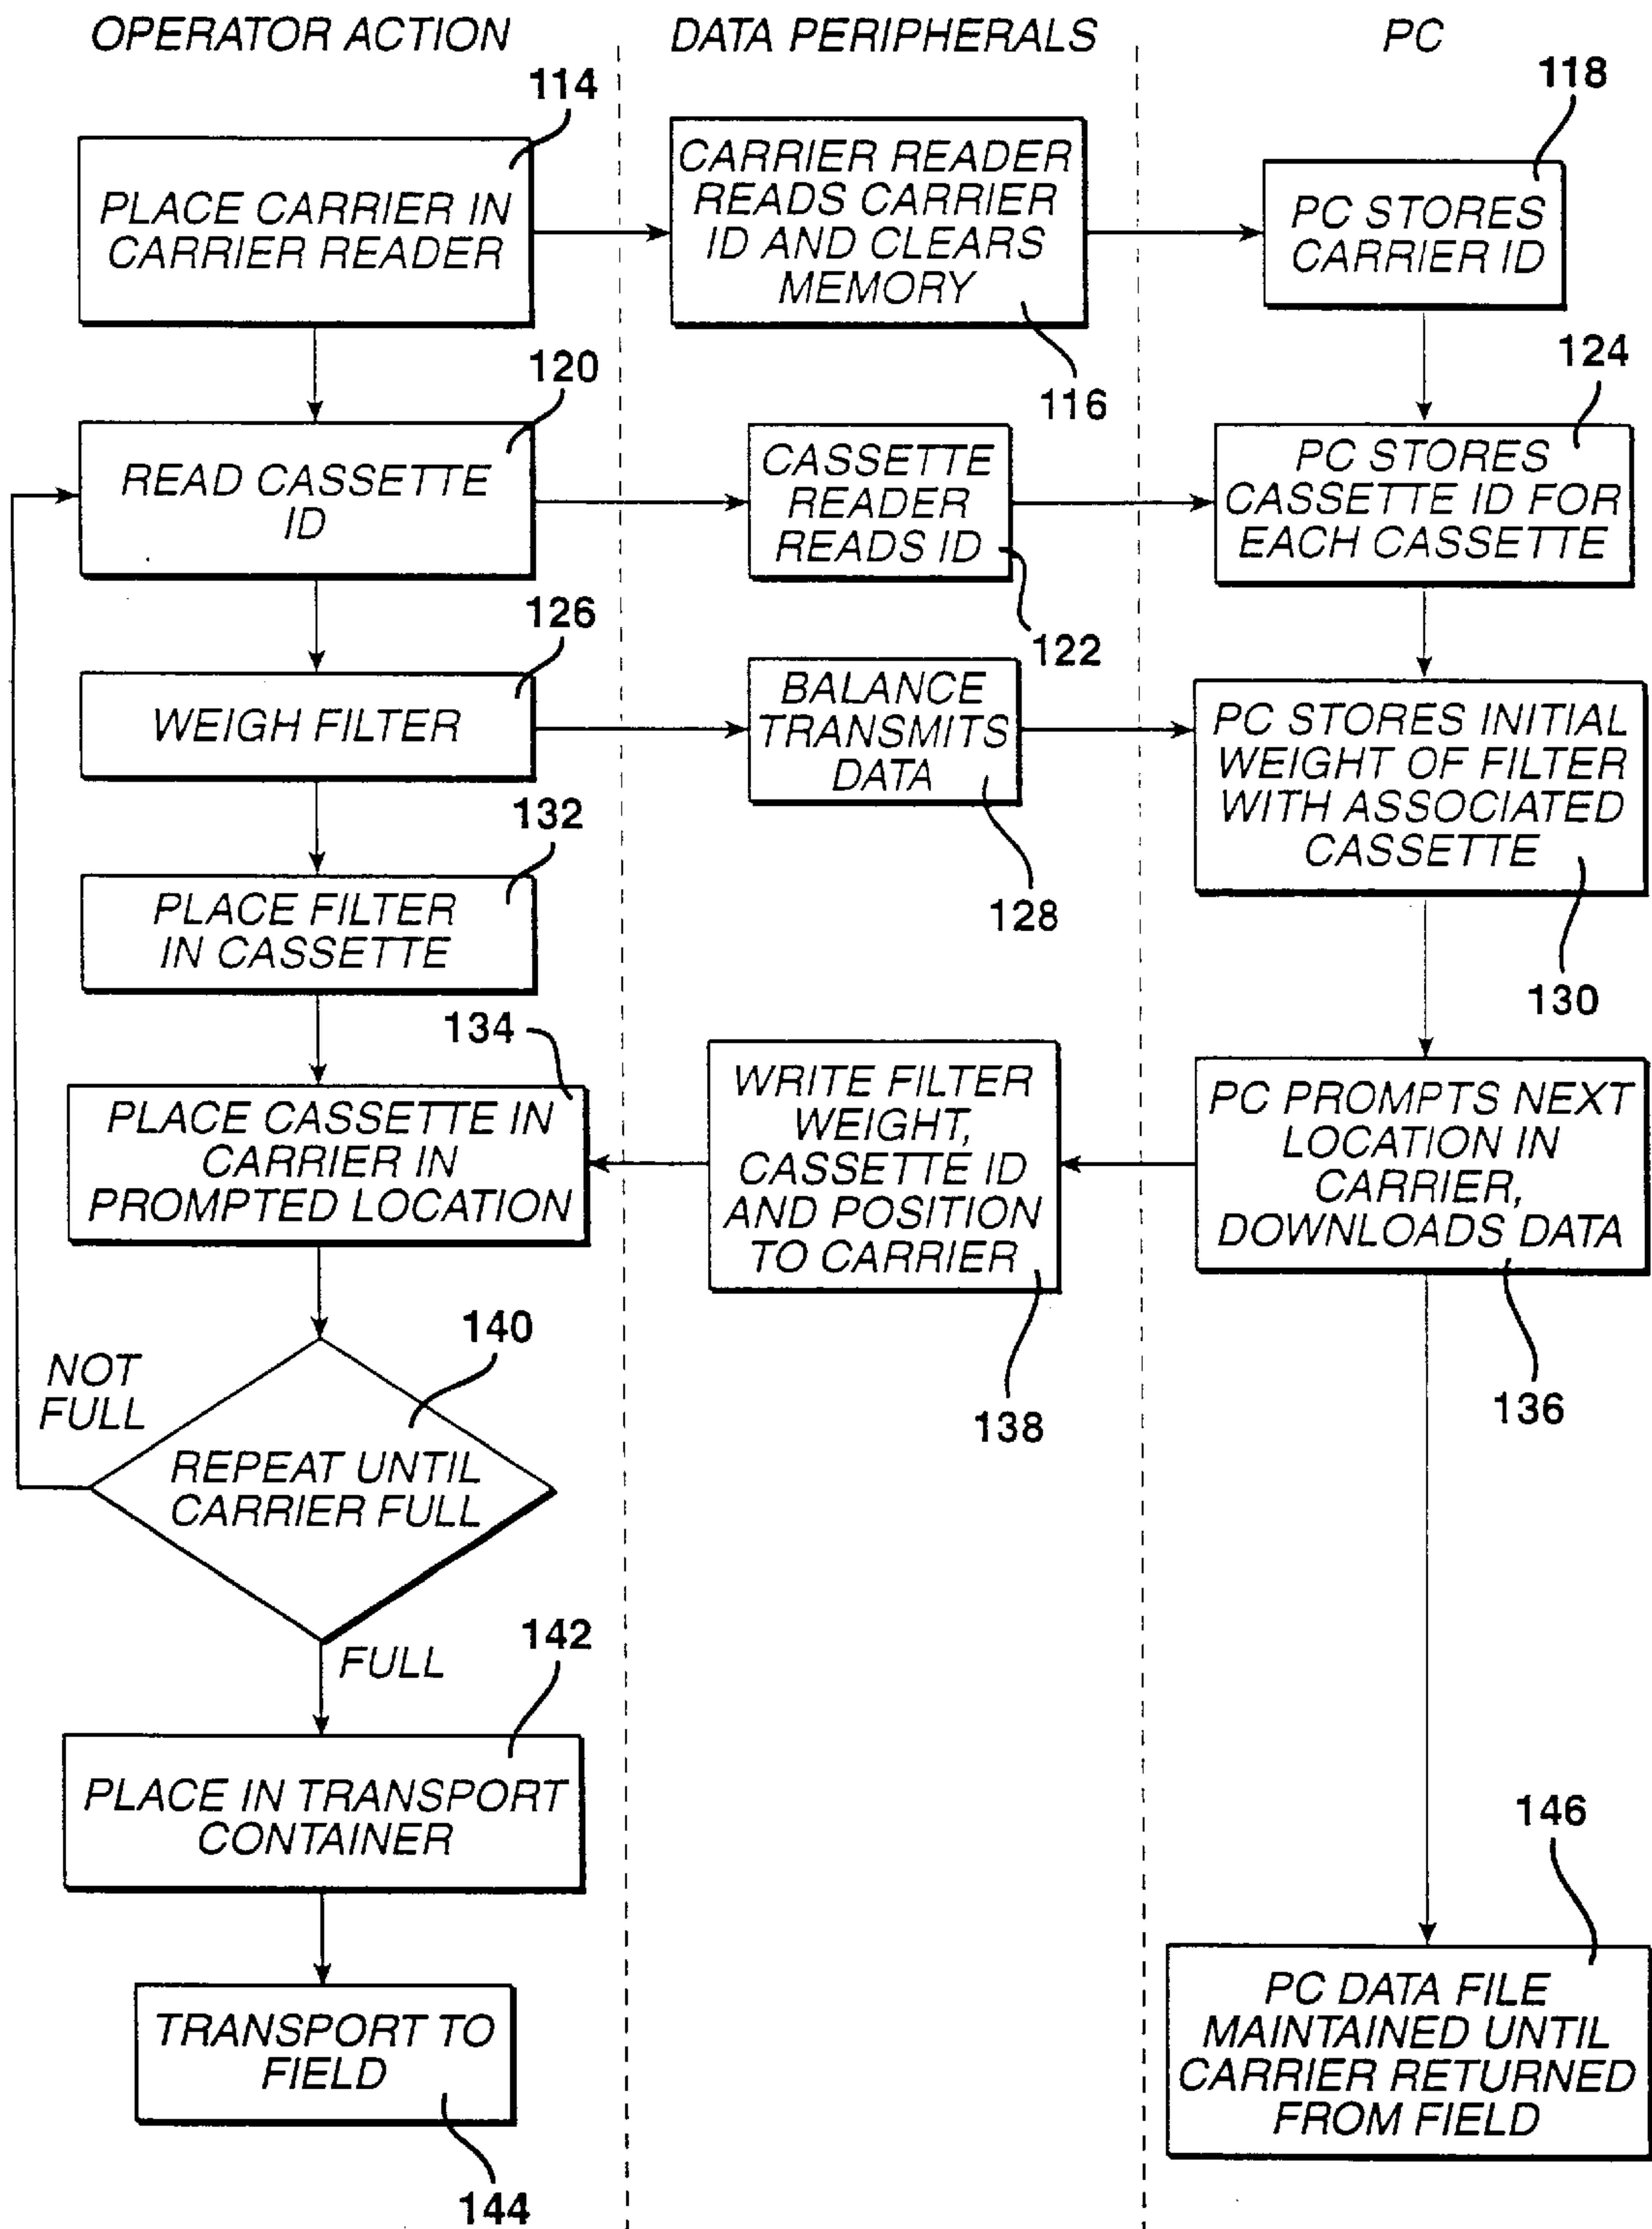 OPERATOR ACTION
DATA PERIPHERALS
PC
114
118
PLACE CARRIER IN
CARRIER READER
CARRIER READER
READS CARRIER
ID AND CLEARS
MEMORY
PC STORES
CARRIER ID
116
120
124
READ CASSETTE
ID
CASSETTE
READER
READS ID
PC STORES
CASSETTE ID FOR
EACH CASSETTE
122
126
WEIGH FILTER
BALANCE
TRANSMITS
DATA
PC STORES INITIAL
WEIGHT OF FILTER
WITH ASSOCIATED
CASSETTE
128
130
132
PLACE FILTER
IN CASSETTE
134
PLACE CASSETTE IN
CARRIER IN
PROMPTED LOCATION
WRITE FILTER
WEIGHT,
CASSETTE ID
AND POSITION
TO CARRIER
PC PROMPTS NEXT
LOCATION IN
CARRIER,
DOWNLOADS DATA
138
136
140
NOT
FULL
REPEAT UNTIL
CARRIER FULL
FULL
142
PLACE IN TRANSPORT
CONTAINER
146
TRANSPORT TO
FIELD
PC DATA FILE
MAINTAINED UNTIL
CARRIER RETURNED
FROM FIELD
144